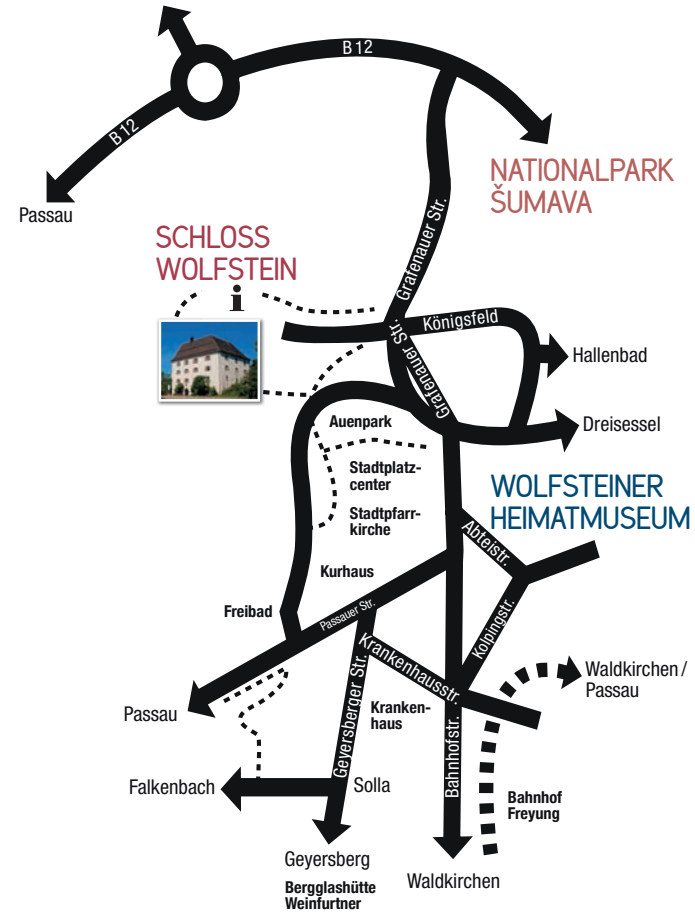 B 12
B 12
Passau
NATIONALPARK
ŠUMAVA
Grafenauer Str.
SCHLOSS
WOLFSTEIN
i
Königsfeld
Grafenauer Str.
Hallenbad
Dreisessel
Auenpark
Stadtplatz-
center
Stadtpfarr-
kirche
WOLFSTEINER
HEIMATMUSEUM
Abteistr.
Kurhaus
Freibad
Passauer Str.
Kolpingstr.
Krankenhausstr.
Waldkirchen /
Passau
Geyersberger Str.
Kranken-
haus
Passau
Bahnhofstr.
Falkenbach
Solla
Bahnhof
Freyung
Geyersberg
Bergglashütte
Weinfurtner
Waldkirchen